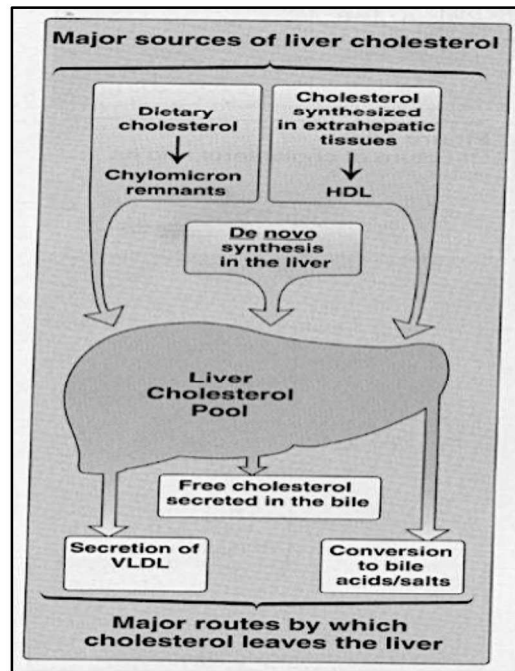 Major sources of liver cholesterol
Dietary
cholesterol
Chylomicron
remnants
Cholesterol
synthesized
in extrahepatic
tissues
HDL
De novo
synthesis
in the liver
Liver
Cholesterol
Pool
Free cholesterol
secreted in the bile
Secretion of
VLDL
Conversion
to bile
acids/salts
Major routes by which
cholesterol leaves the liver